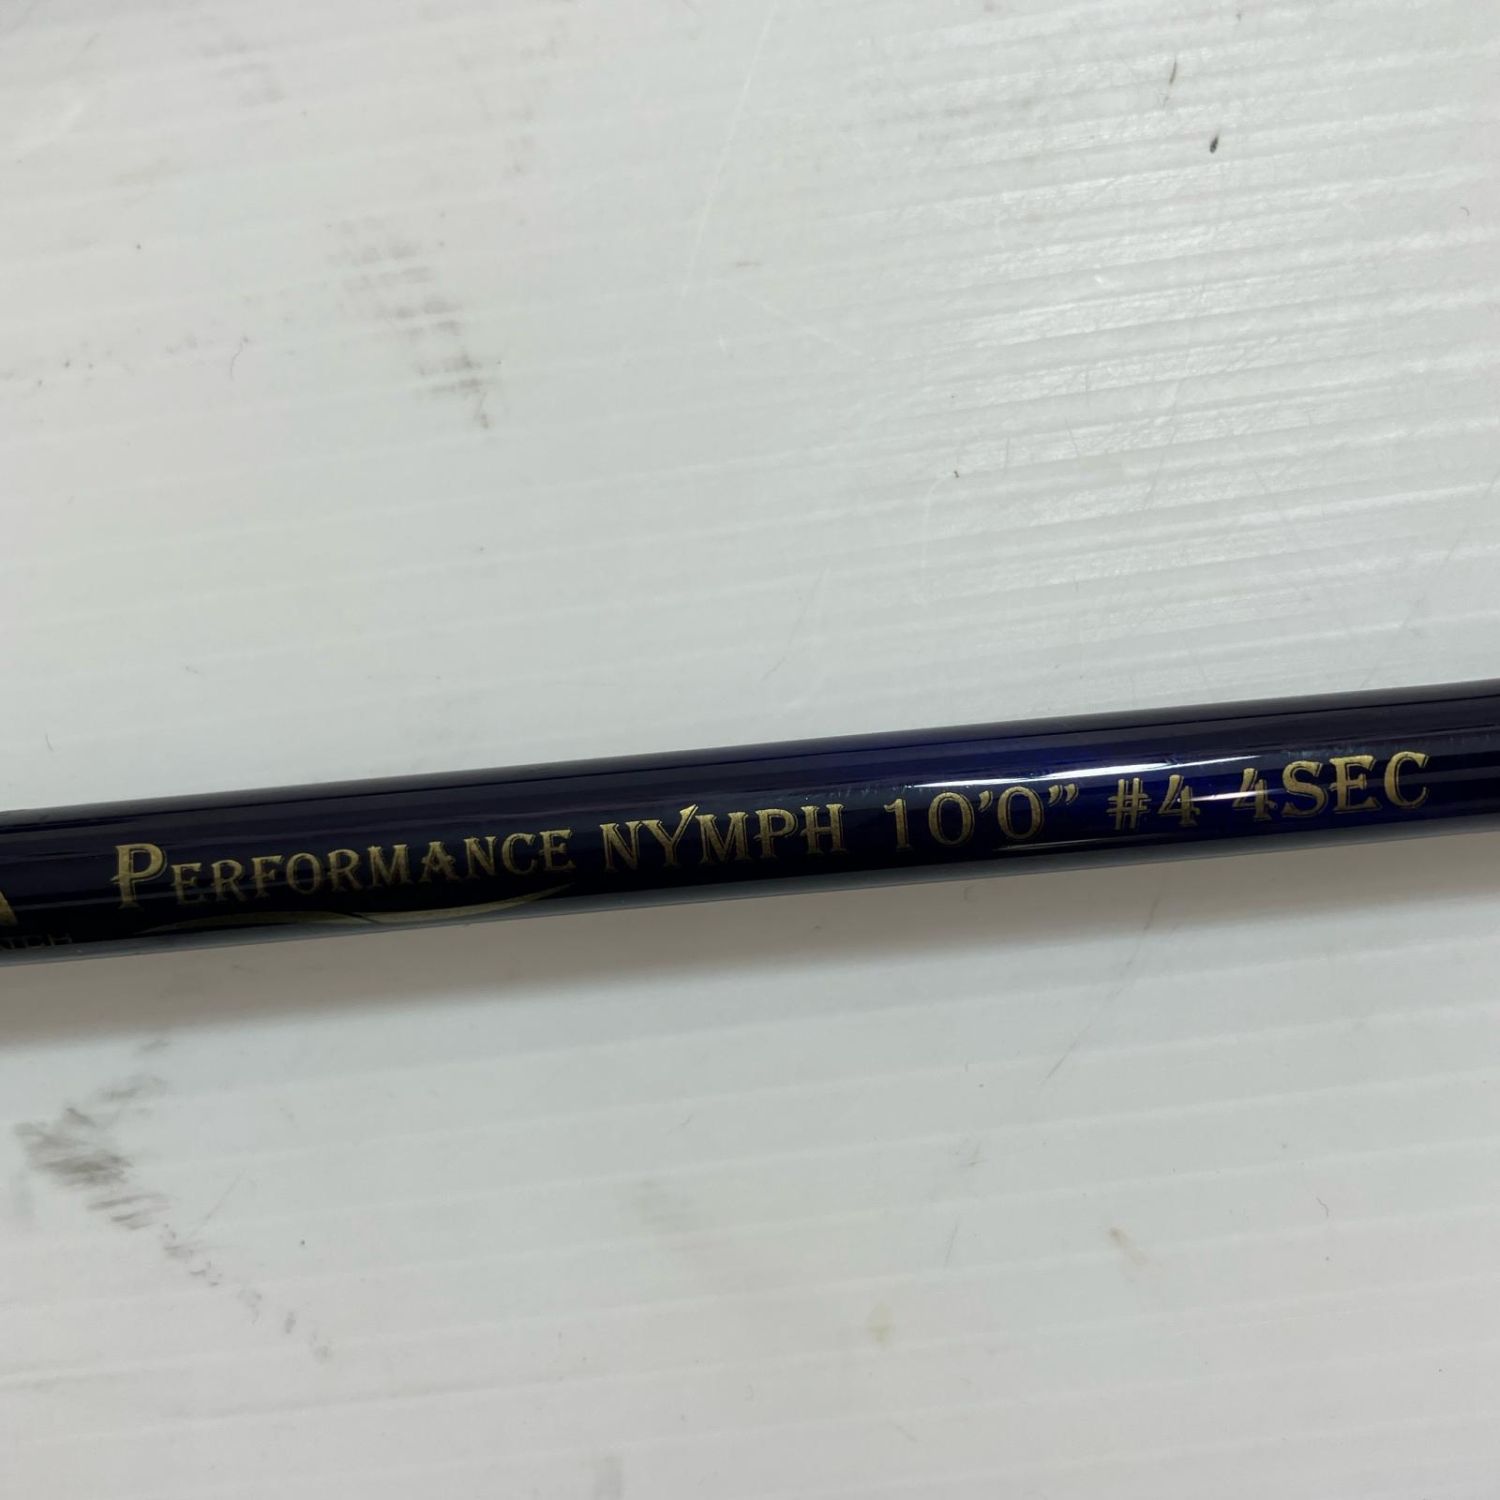 PERFORMANCE NYMPH 10'0" #4 4SEC